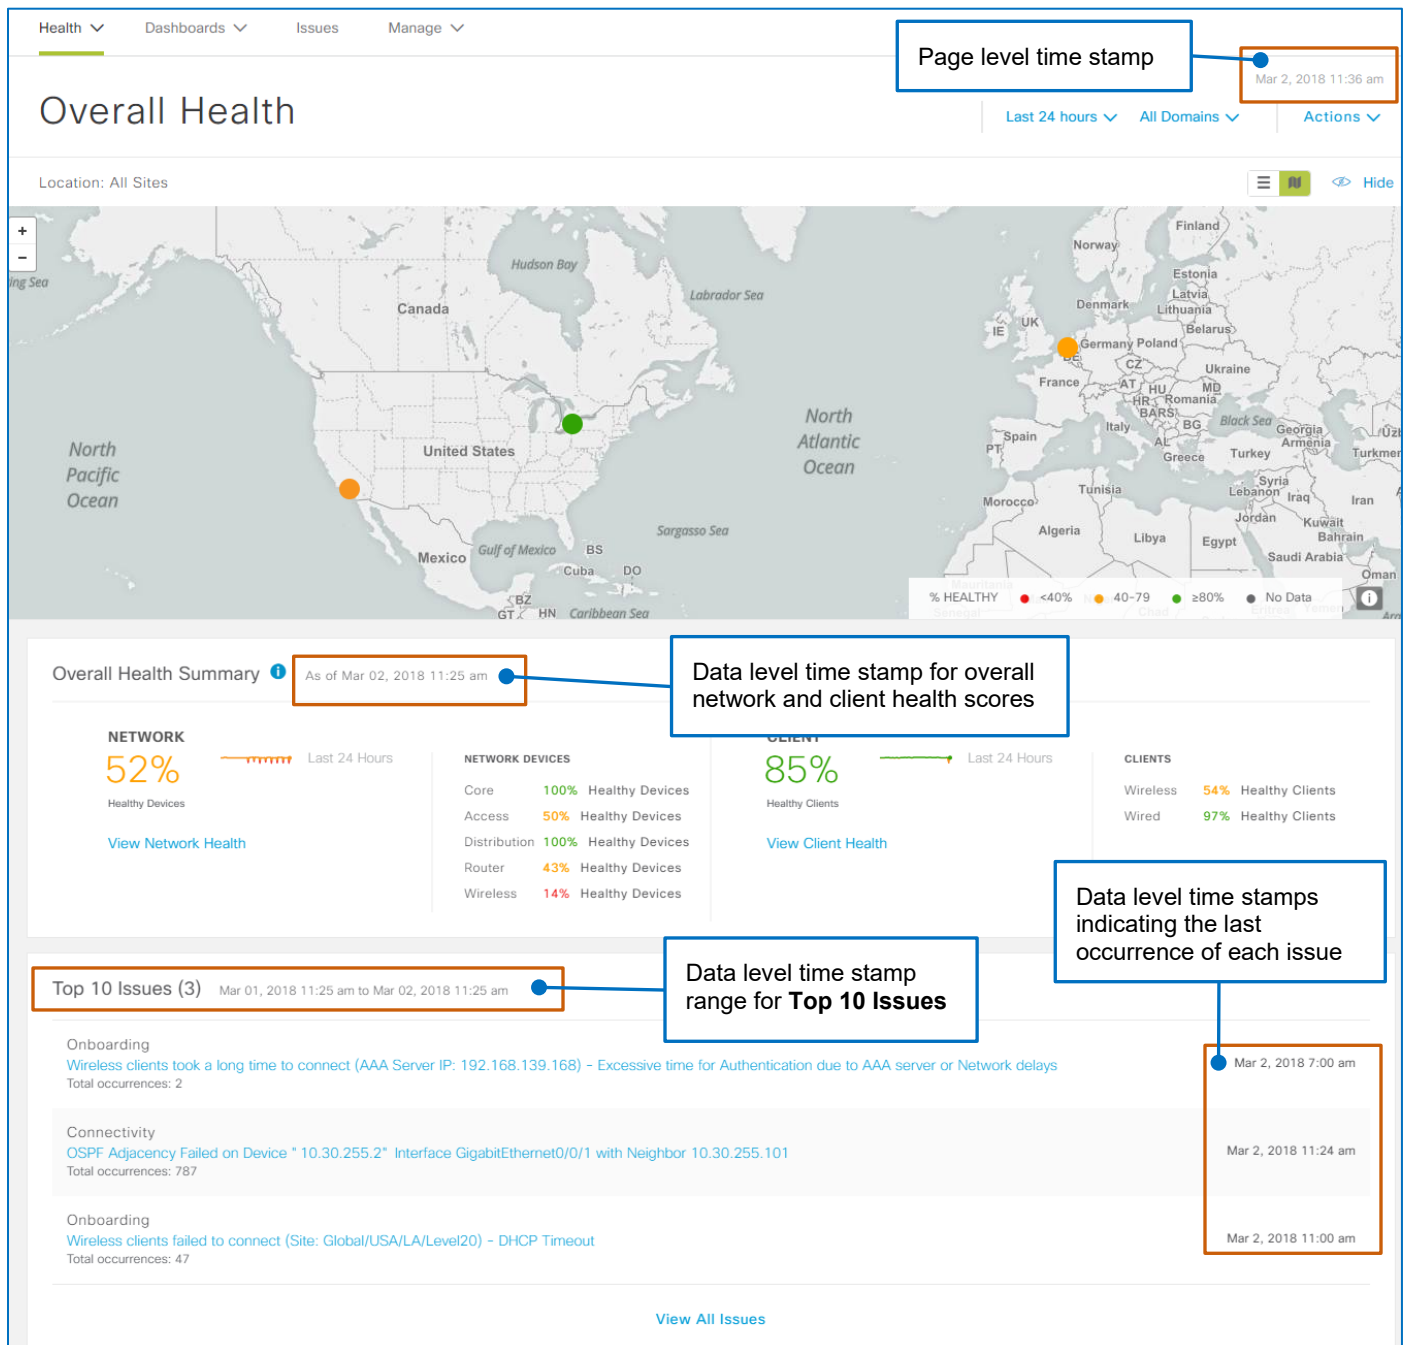 Health Dashboards Issues Manage
Page level time stamp
Mar 2, 2018 11:36 am
Overall Health
Last 24 hours All Domains Actions
Location: All Sites
Hide
+
-
ing Sea
Hudson Bay
Canada
Labrador Sea
Finland
Norway
Estonia
Latvia
Denmark
Lithuania
Belarus
IE UK
Germany Poland
CZ
Ukraine
France
AT HU MD
HR Romania
BA RS
BG Black Sea Georgia
Italy
AL
Armenia
Spain
PT
Greece Turkey
North
Atlantic
Ocean
United States
North
Pacific
Ocean
Syria
Tunisia
Lebanon Iraq
Iran
Morocco
Jordan Kuwait
Algeria Libya Egypt
Bahrain
Saudi Arabia
Oman
Sargasso Sea
Gulf of Mexico BS
Mexico
Cuba DO
BZ
GT HN Caribbean Sea
% HEALTHY <40% 40-79 ≥80% No Data
Overall Health Summary As of Mar 02, 2018 11:25 am
Data level time stamp for overall
network and client health scores
NETWORK
52% Last 24 Hours
Healthy Devices
View Network Health
NETWORK DEVICES
Core 100% Healthy Devices
Access 50% Healthy Devices
Distribution 100% Healthy Devices
Router 43% Healthy Devices
Wireless 14% Healthy Devices
CLIENT
85% Last 24 Hours
Healthy Clients
View Client Health
CLIENTS
Wireless 54% Healthy Clients
Wired 97% Healthy Clients
Data level time stamps
indicating the last
occurrence of each issue
Top 10 Issues (3) Mar 01, 2018 11:25 am to Mar 02, 2018 11:25 am
Data level time stamp
range for Top 10 Issues
Onboarding
Wireless clients took a long time to connect (AAA Server IP: 192.168.139.168) - Excessive time for Authentication due to AAA server or Network delays
Mar 2, 2018 7:00 am
Total occurrences: 2
Connectivity
OSPF Adjacency Failed on Device "10.30.255.2" Interface GigabitEthernet0/0/1 with Neighbor 10.30.255.101
Mar 2, 2018 11:24 am
Total occurrences: 787
Onboarding
Wireless clients failed to connect (Site: Global/USA/LA/Level20) - DHCP Timeout
Mar 2, 2018 11:00 am
Total occurrences: 47
View All Issues